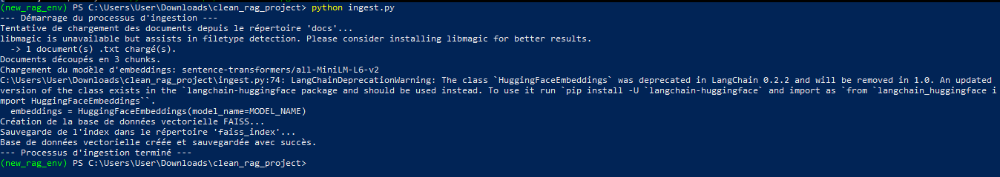 (new_rag_env) PS C:\Users\User\Downloads\clean_rag_project> python ingest.py
--- Démarrage du processus d'ingestion ---
Tentative de chargement des documents depuis le répertoire 'docs'...
libmagic is unavailable but assists in filetype detection. Please consider installing libmagic for better results.
  -> 1 document(s) .txt chargé(s).
Documents découpés en 3 chunks.
Chargement du modèle d'embeddings: sentence-transformers/all-MiniLM-L6-v2
C:\Users\User\Downloads\clean_rag_project\ingest.py:74: LangChainDeprecationWarning: The class `HuggingFaceEmbeddings` was deprecated in LangChain 0.2.2 and will be removed in 1.0. An updated
version of the class exists in the `langchain-huggingface package and should be used instead. To use it run `pip install -U `langchain-huggingface` and import as `from `langchain_huggingface i
mport HuggingFaceEmbeddings``.
  embeddings = HuggingFaceEmbeddings(model_name=MODEL_NAME)
Création de la base de données vectorielle FAISS...
Sauvegarde de l'index dans le répertoire 'faiss_index'...
Base de données vectorielle créée et sauvegardée avec succès.
--- Processus d'ingestion terminé ---
(new_rag_env) PS C:\Users\User\Downloads\clean_rag_project>